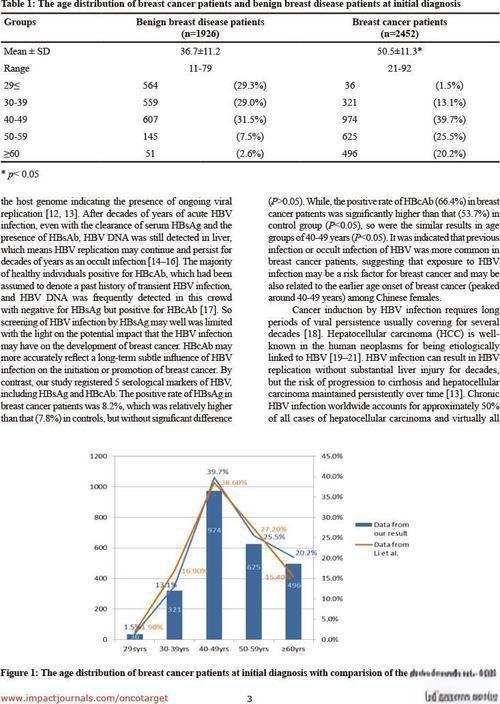 Table 1: The age distribution of breast cancer patients and benign breast disease patients at initial diagnosis
Groups Benign breast disease patients (n=1926) Breast cancer patients (n=2452)
Mean ± SD 36.7±11.2 50.5±11.3*
Range 11-79 21-92
29≤ 564 (29.3%) 36 (1.5%)
30-39 559 (29.0%) 321 (13.1%)
40-49 607 (31.5%) 974 (39.7%)
50-59 145 (7.5%) 625 (25.5%)
≥60 51 (2.6%) 496 (20.2%)
* p< 0.05
the host genome indicating the presence of ongoing viral
replication [12, 13]. After decades of years of acute HBV
infection, even with the clearance of serum HBsAg and the
presence of HBsAb, HBV DNA was still detected in liver,
which means HBV replication may continue and persist for
decades of years as an occult infection [14–16]. The majority
of healthy individuals positive for HBcAb, which had been
assumed to denote a past history of transient HBV infection,
and HBV DNA was frequently detected in this crowd
with negative for HBsAg but positive for HBcAb [17]. So
screening of HBV infection by HBsAg may well was limited
with the light on the potential impact that the HBV infection
may have on the development of breast cancer. HBcAb may
more accurately reflect a long-term subtle influence of HBV
infection on the initiation or promotion of breast cancer. By
contrast, our study registered 5 serological markers of HBV,
including HBsAg and HBcAb. The positive rate of HBsAg in
breast cancer patients was 8.2%, which was relatively higher
than that (7.8%) in controls, but without significant difference
(P>0.05). While, the positive rate of HBcAb (66.4%) in breast
cancer patients was significantly higher than that (53.7%) in
control group (P<0.05), so were the similar results in age
groups of 40-49 years (P<0.05). It was indicated that previous
infection or occult infection of HBV was more common in
breast cancer patients, suggesting that exposure to HBV
infection may be a risk factor for breast cancer and may be
also related to the earlier age onset of breast cancer (peaked
around 40-49 years) among Chinese females.
Cancer induction by HBV infection requires long
periods of viral persistence usually covering for several
decades [18]. Hepatocellular carcinoma (HCC) is well-
known in the human neoplasms for being etiologically
linked to HBV [19–21]. HBV infection can result in HBV
replication without substantial liver injury for decades,
but the risk of progression to cirrhosis and hepatocellular
carcinoma maintained persistently over time [13]. Chronic
HBV infection worldwide accounts for approximately 50%
of all cases of hepatocellular carcinoma and virtually all
1200
1000
800
600
400
200
0
45.0%
40.0%
35.0%
30.0%
25.0%
20.0%
15.0%
10.0%
5.0%
0.0%
39.7%
38.60%
974
27.20%
25.5%
625
20.2%
15.40%
496
13.1%
16.90%
321
1.5%
1.90%
36
29≤yrs 30-39yrs 40-49yrs 50-59yrs ≥60yrs
Data from
our result
Data from
Li et al.
Figure 1: The age distribution of breast cancer patients at initial diagnosis with comparision of the
www.impactjournals.com/oncotarget
3